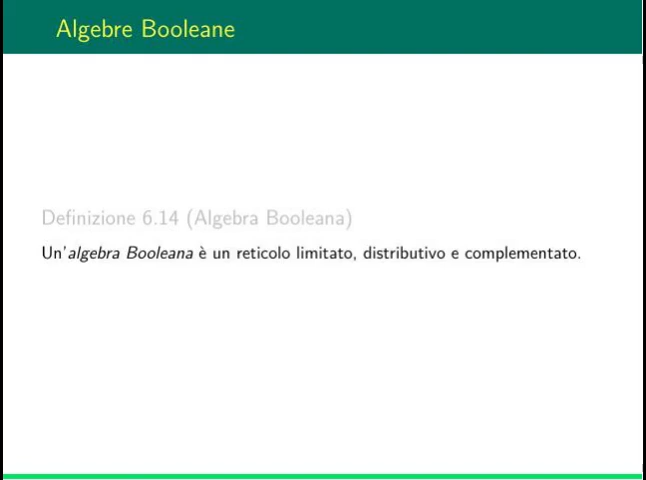 Algebre Booleane
Definizione 6.14 (Algebra Booleana)
Un'algebra Booleana è un reticolo limitato, distributivo e complementato.